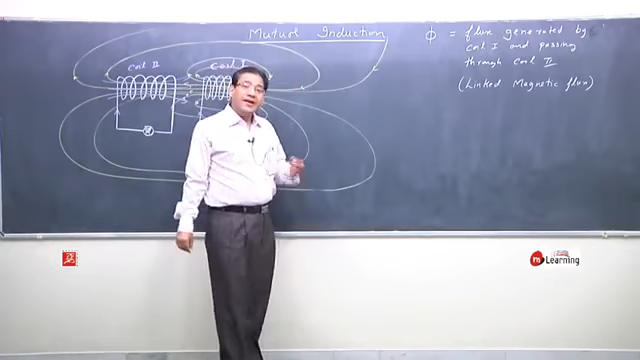 Mutual Induction
Coil II
Coil I
ϕ = flux generated by
coil I and passing
through coil II
(Linked Magnetic flux)
m Learning